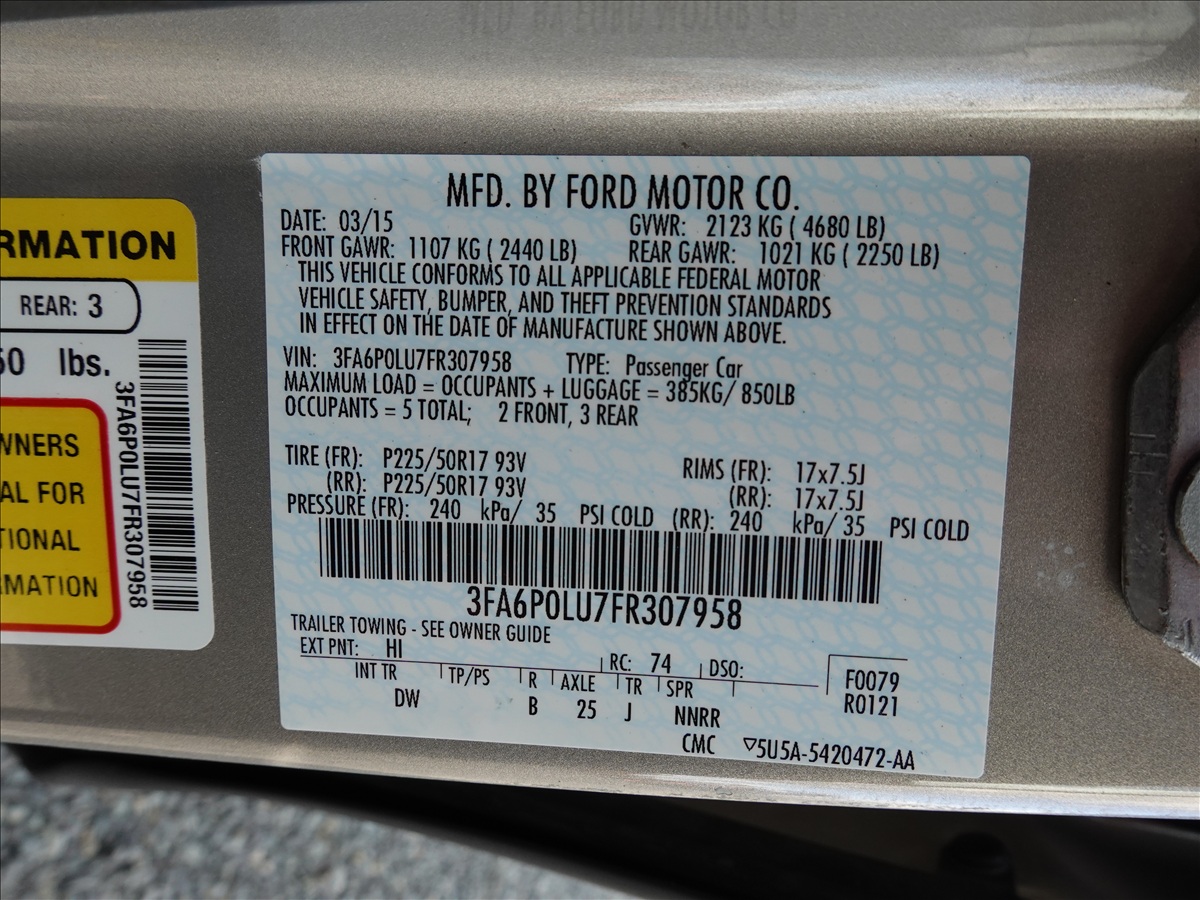 MFD. BY FORD MOTOR CO.
DATE: 03/15 GVWR: 2123 KG ( 4680 LB)
FRONT GAWR: 1107 KG ( 2440 LB) REAR GAWR: 1021 KG ( 2250 LB)
THIS VEHICLE CONFORMS TO ALL APPLICABLE FEDERAL MOTOR
VEHICLE SAFETY, BUMPER, AND THEFT PREVENTION STANDARDS
IN EFFECT ON THE DATE OF MANUFACTURE SHOWN ABOVE.
VIN: 3FA6P0LU7FR307958 TYPE: Passenger Car
MAXIMUM LOAD = OCCUPANTS + LUGGAGE = 385KG/ 850LB
OCCUPANTS = 5 TOTAL; 2 FRONT, 3 REAR
TIRE (FR): P225/50R17 93V RIMS (FR): 17x7.5J
(RR): P225/50R17 93V (RR): 17x7.5J
PRESSURE (FR): 240 kPa/ 35 PSI COLD (RR): 240 kPa/ 35 PSI COLD
3FA6P0LU7FR307958
TRAILER TOWING - SEE OWNER GUIDE
EXT PNT: HI RC: 74 DSO: F0079
INT TR TP/PS R AXLE TR SPR R0121
DW B 25 J NNRR
CMC ▽5U5A-5420472-AA
RMATION
REAR: 3
50 lbs.
3FA6P0LU7FR307958
WNERS
AL FOR
TIONAL
RMATION